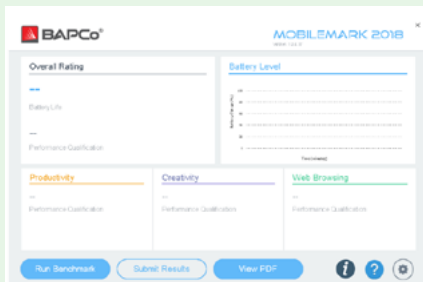 BAPCo®
MOBILEMARK 2018
Overall Rating
--
Battery Life
--
Performance Qualification
Battery Level
Productivity
--
Performance Qualification
Creativity
--
Performance Qualification
Web Browsing
--
Performance Qualification
Run Benchmark
Submit Results
View PDF